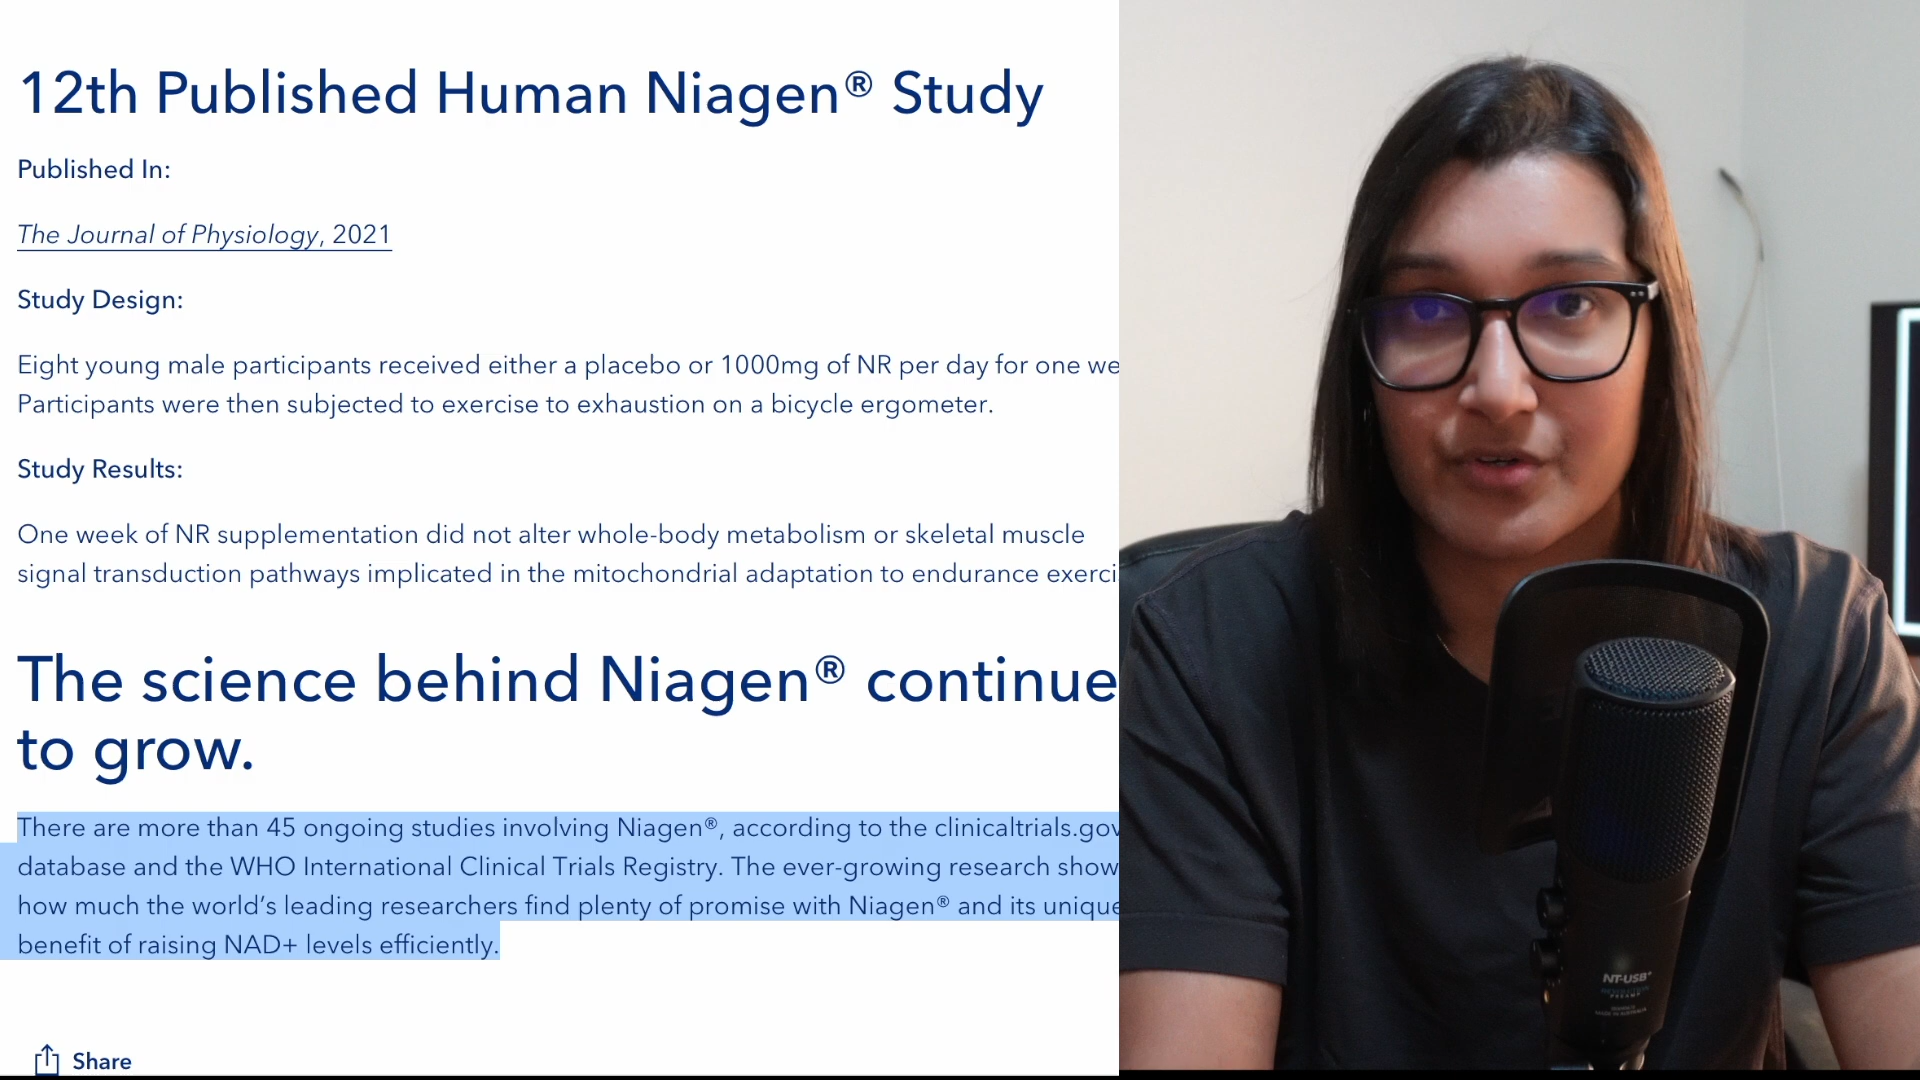 12th Published Human Niagen® Study
Published In:
The Journal of Physiology, 2021
Study Design:
Eight young male participants received either a placebo or 1000mg of NR per day for one we
Participants were then subjected to exercise to exhaustion on a bicycle ergometer.
Study Results:
One week of NR supplementation did not alter whole-body metabolism or skeletal muscle
signal transduction pathways implicated in the mitochondrial adaptation to endurance exerci
The science behind Niagen® continue
to grow.
There are more than 45 ongoing studies involving Niagen®, according to the clinicaltrials.gov
database and the WHO International Clinical Trials Registry. The ever-growing research show
how much the world’s leading researchers find plenty of promise with Niagen® and its unique
benefit of raising NAD+ levels efficiently.
Share
NT-USB+